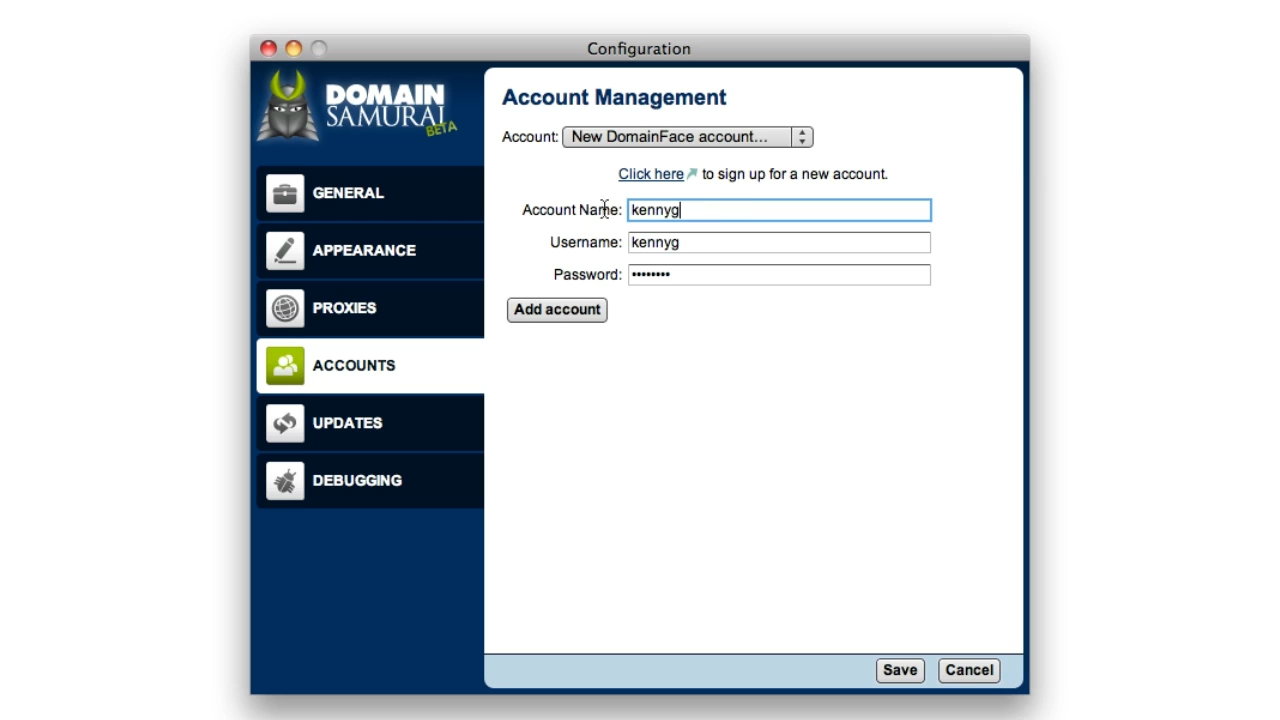 Configuration
DOMAIN
SAMURAI
BETA
GENERAL
APPEARANCE
PROXIES
ACCOUNTS
UPDATES
DEBUGGING
Account Management
Account: New DomainFace account...
Click here to sign up for a new account.
Account Name: kennyg
Username: kennyg
Password: ••••••••
Add account
Save Cancel